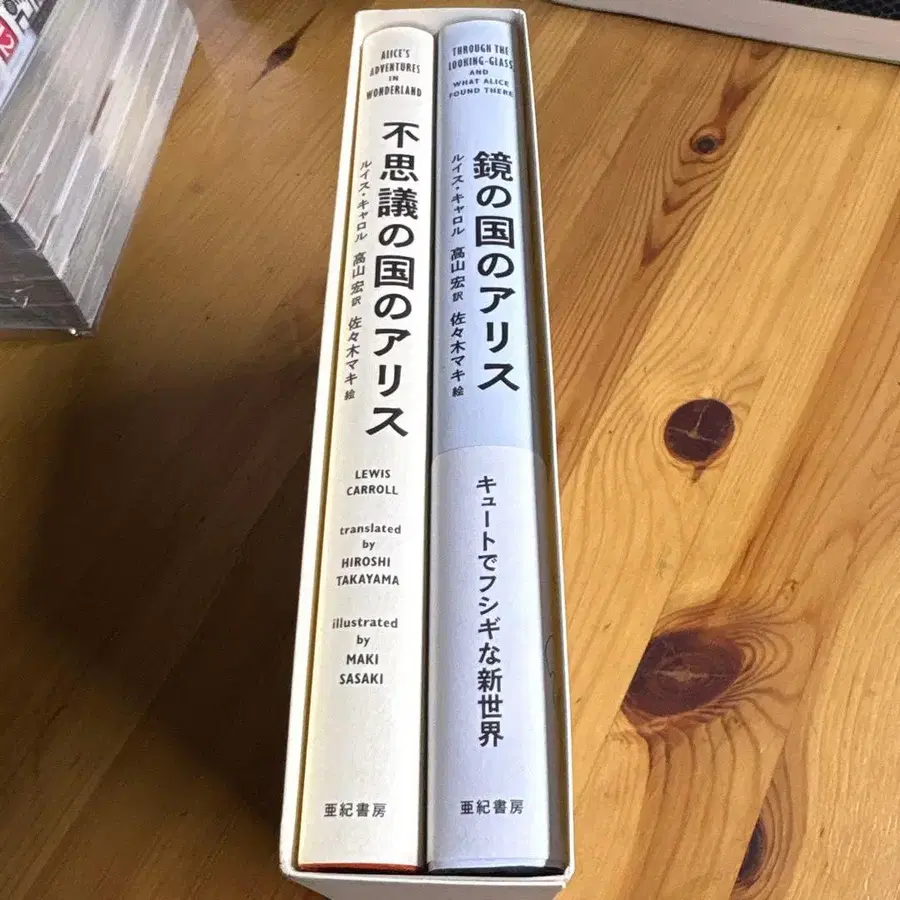 ALICE'S
ADVENTURES
IN
WONDERLAND
不思議の国のアリス
ルイス・キャロル 高山宏訳 佐々木マキ絵
LEWIS
CARROLL
translated
by
HIROSHI
TAKAYAMA
illustrated
by
MAKI
SASAKI
亜紀書房
THROUGH THE
LOOKING-GLASS
AND
WHAT ALICE
FOUND THERE
鏡の国のアリス
ルイス・キャロル 高山宏訳 佐々木マキ絵
キュートでフシギな新世界
亜紀書房